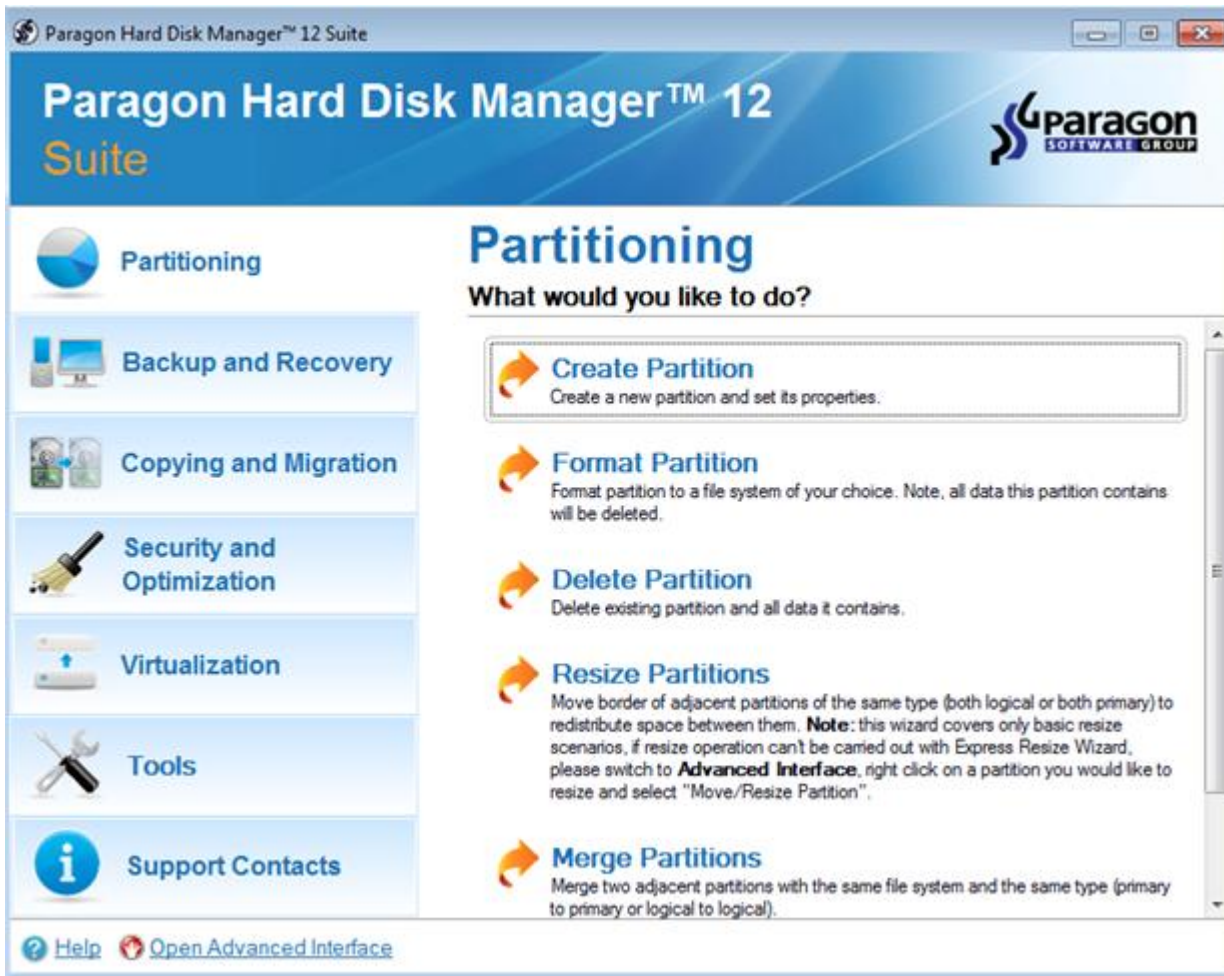 Paragon Hard Disk Manager™ 12 Suite
Paragon Hard Disk Manager™ 12
Suite
Paragon
SOFTWARE GROUP
Partitioning
Backup and Recovery
Copying and Migration
Security and
Optimization
Virtualization
Tools
Support Contacts
Partitioning
What would you like to do?
Create Partition
Create a new partition and set its properties.
Format Partition
Format partition to a file system of your choice. Note, all data this partition contains
will be deleted.
Delete Partition
Delete existing partition and all data it contains.
Resize Partitions
Move border of adjacent partitions of the same type (both logical or both primary) to
redistribute space between them. Note: this wizard covers only basic resize
scenarios, if resize operation can't be carried out with Express Resize Wizard,
please switch to Advanced Interface, right click on a partition you would like to
resize and select "Move/Resize Partition".
Merge Partitions
Merge two adjacent partitions with the same file system and the same type (primary
to primary or logical to logical).
Help
Open Advanced Interface